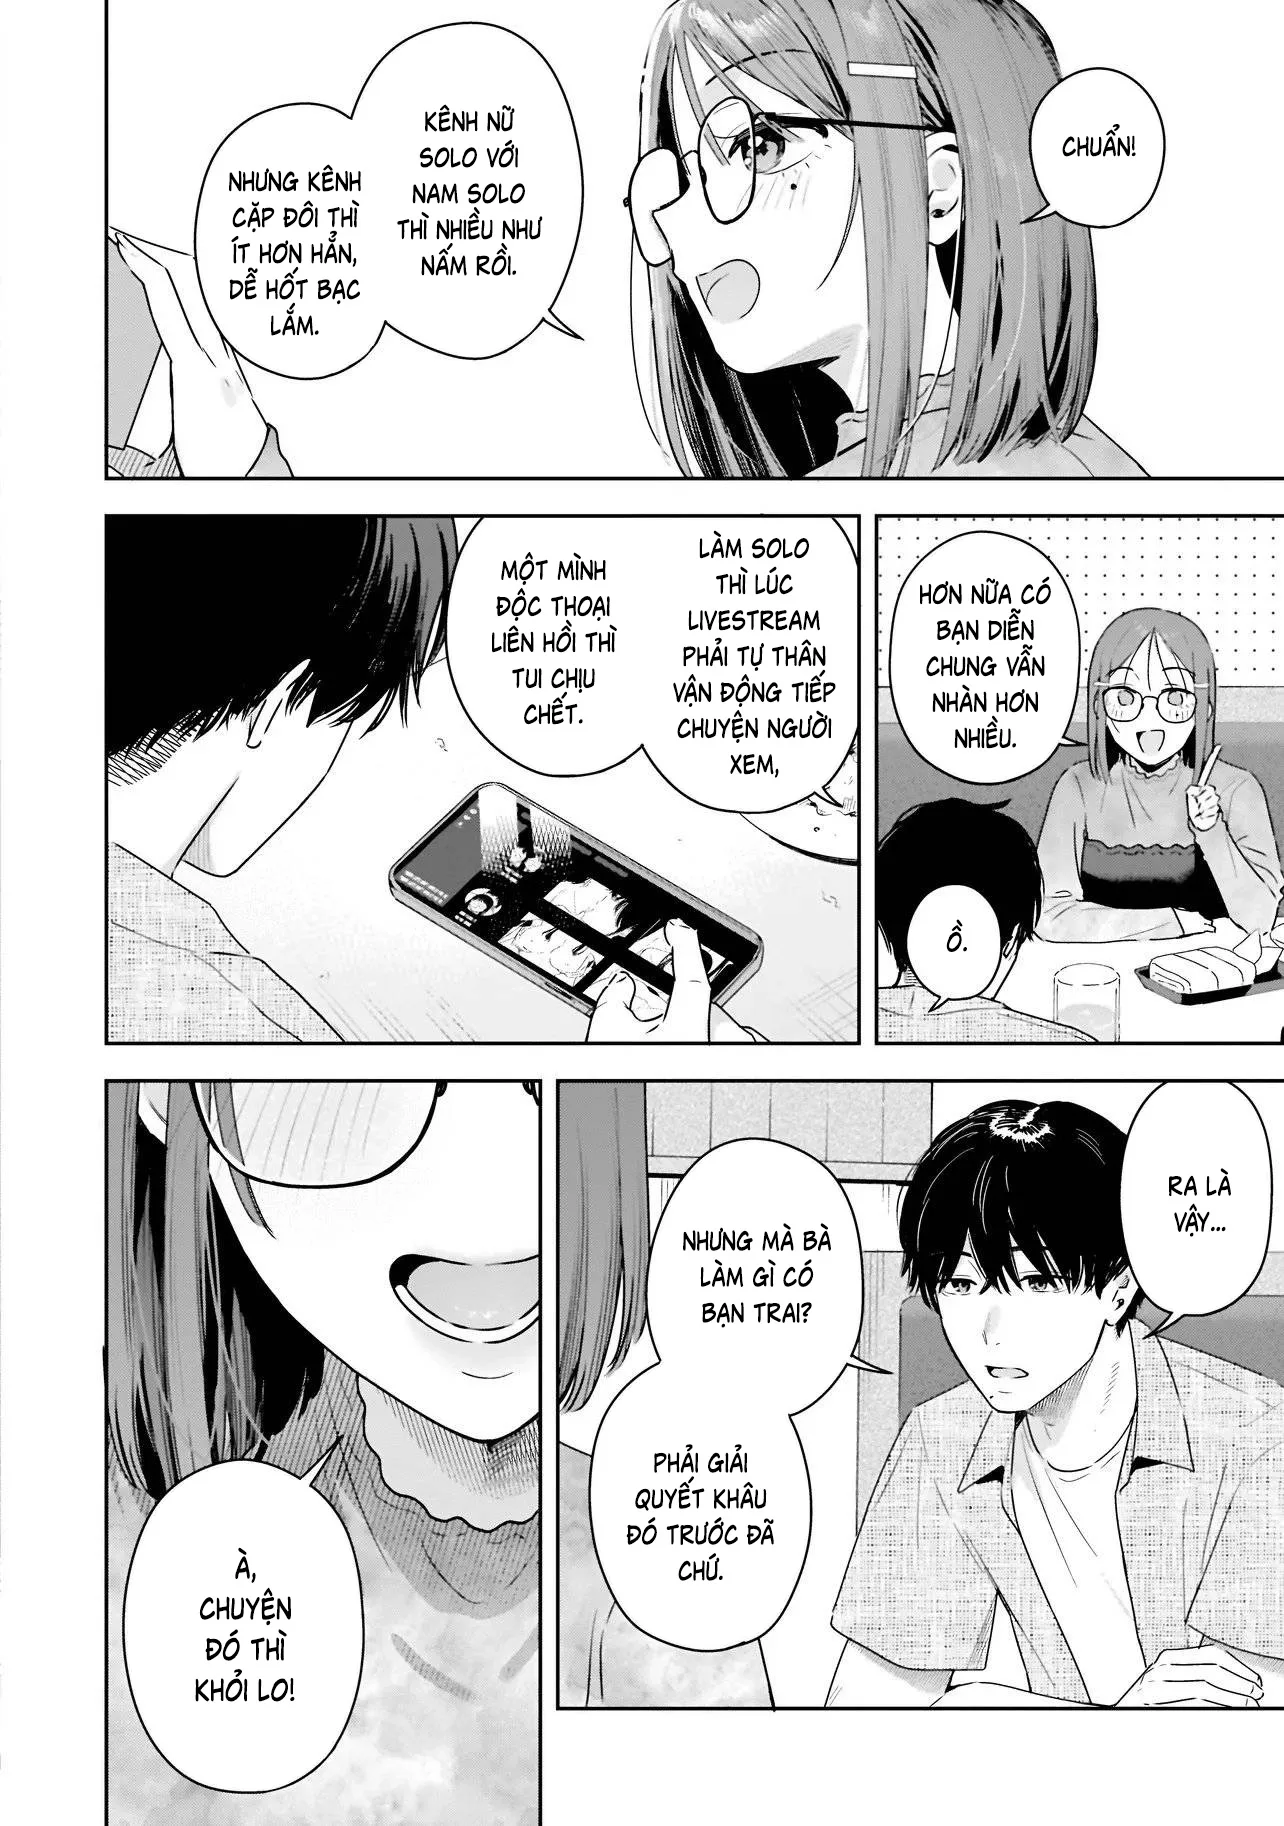 CHUẨN!
KÊNH NỮ
SOLO VỚI
NAM SOLO
THÌ NHIỀU NHƯ
NẤM RỒI.
NHƯNG KÊNH
CẶP ĐÔI THÌ
ÍT HƠN HẲN,
DỄ HỐT BẠC
LẮM.
HƠN NỮA CÓ
BẠN DIỄN
CHUNG VẪN
NHÀN HƠN
NHIỀU.
Ồ.
LÀM SOLO
THÌ LÚC
LIVESTREAM
PHẢI TỰ THÂN
VẬN ĐỘNG TIẾP
CHUYỆN NGƯỜI
XEM,
MỘT MÌNH
ĐỘC THOẠI
LIÊN HỒI THÌ
TUI CHỊU
CHẾT.
RA LÀ
VẬY...
NHƯNG MÀ BÀ
LÀM GÌ CÓ
BẠN TRAI?
PHẢI GIẢI
QUYẾT KHÂU
ĐÓ TRƯỚC ĐÃ
CHỨ.
À,
CHUYỆN
ĐÓ THÌ
KHỎI LO!